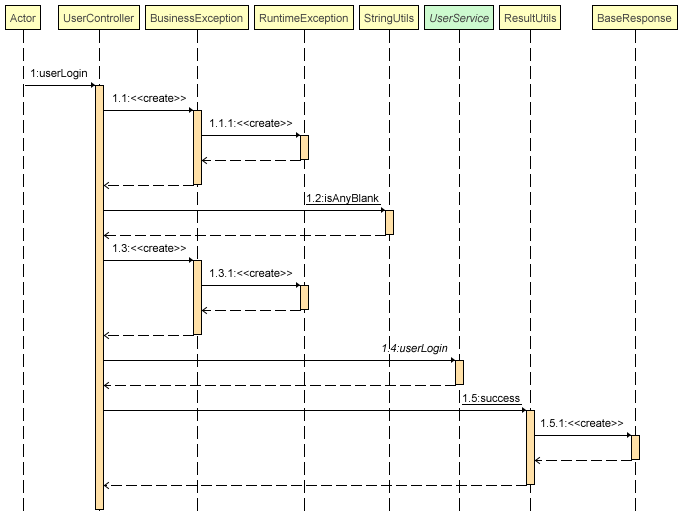 Actor UserController BusinessException RuntimeException StringUtils UserService ResultUtils BaseResponse
1:userLogin
1.1:<<create>>
1.1.1:<<create>>
1.2:isAnyBlank
1.3:<<create>>
1.3.1:<<create>>
1.4:userLogin
1.5:success
1.5.1:<<create>>